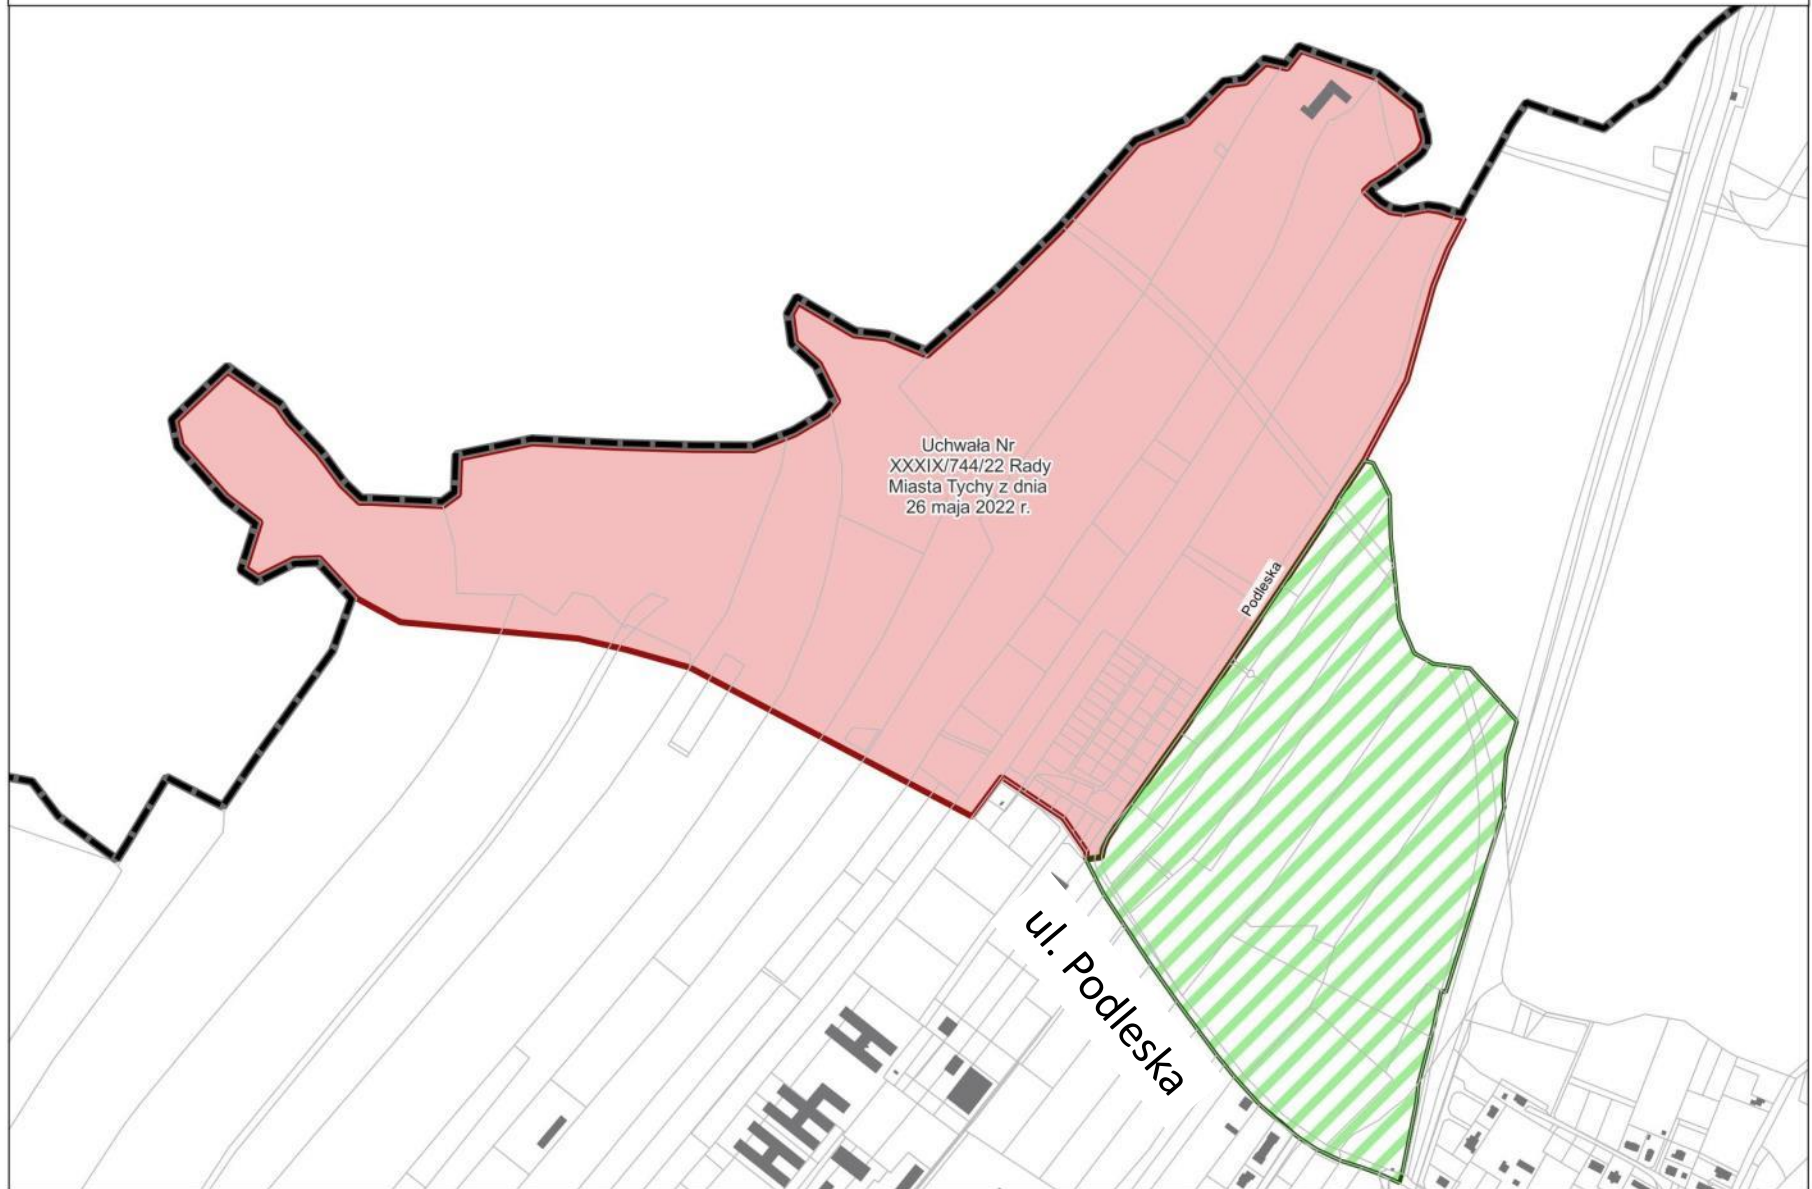 Uchwała Nr
XXXIX/744/22 Rady
Miasta Tychy z dnia
26 maja 2022 r.
Podleska
ul. Podleska